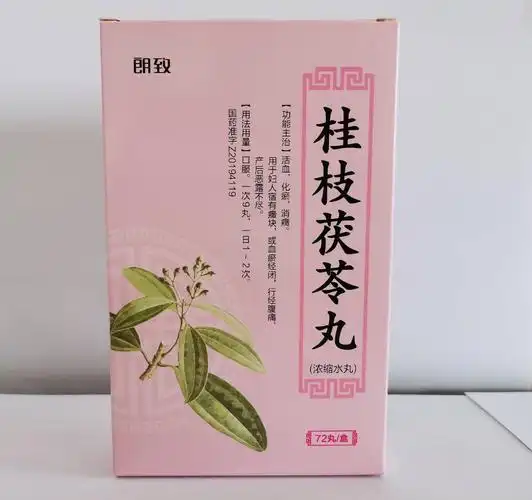 朗致
桂枝茯苓丸
(浓缩水丸)
72丸/盒
【功能主治】活血，化瘀，消癥。
用于妇人宿有癥块，或血瘀经闭，行经腹痛，
产后恶露不尽。
【用法用量】口服。一次9丸，一日1~2次。
国药准字Z20194119